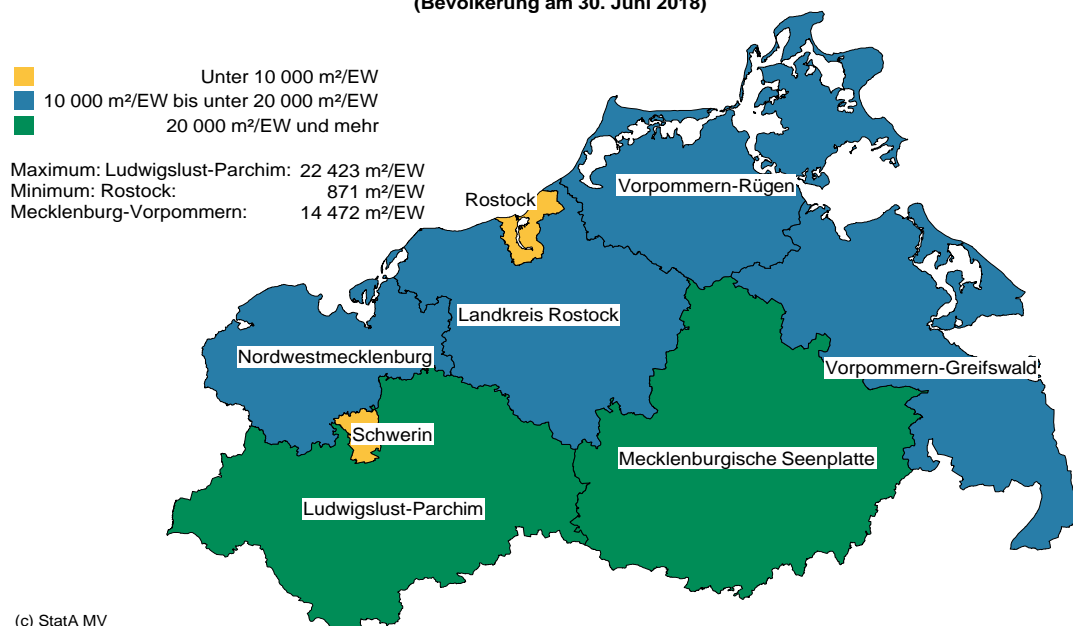 (Bevölkerung am 30. Juni 2018)
Unter 10 000 m²/EW
10 000 m²/EW bis unter 20 000 m²/EW
20 000 m²/EW und mehr
Maximum: Ludwigslust-Parchim: 22 423 m²/EW
Minimum: Rostock: 871 m²/EW
Mecklenburg-Vorpommern: 14 472 m²/EW
Vorpommern-Rügen
Rostock
Landkreis Rostock
Nordwestmecklenburg
Vorpommern-Greifswald
Schwerin
Mecklenburgische Seenplatte
Ludwigslust-Parchim
(c) StatA MV